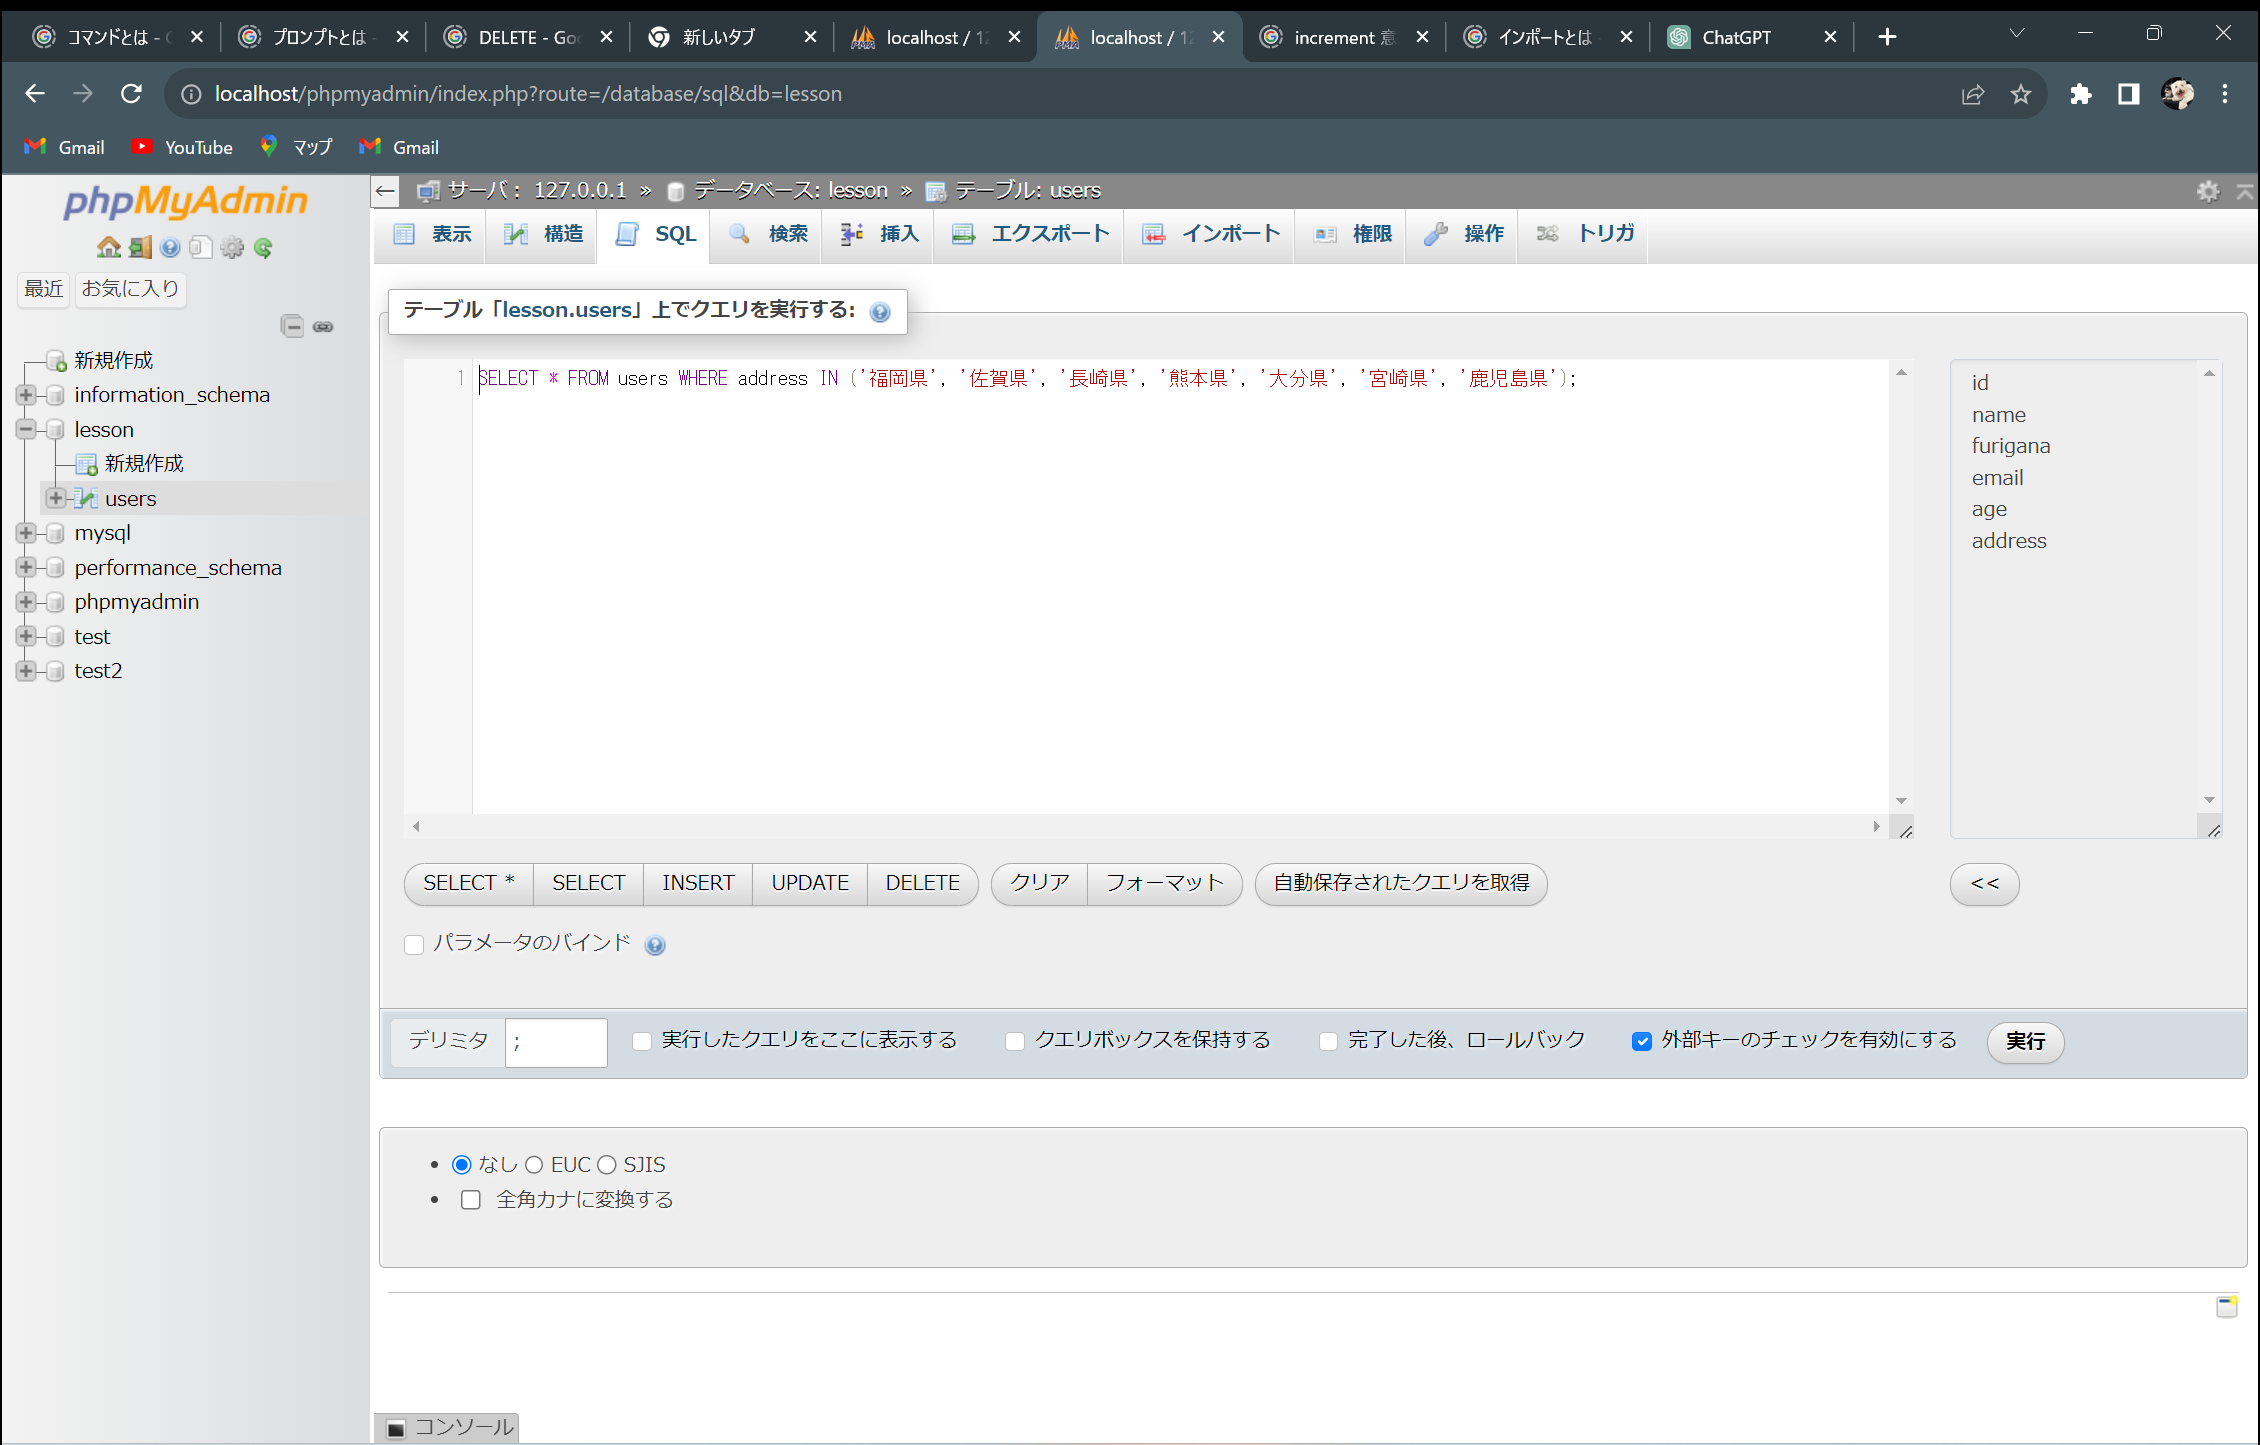 コマンドとは - プロンプトとは - DELETE - Goo 新しいタブ localhost / 12 localhost / 12 increment 意 インポートとは ChatGPT
localhost/phpmyadmin/index.php?route=/database/sql&db=lesson
Gmail YouTube マップ Gmail
phpMyAdmin
最近 お気に入り
新規作成
information_schema
lesson
新規作成
users
mysql
performance_schema
phpmyadmin
test
test2
サーバ: 127.0.0.1 » データベース: lesson » テーブル: users
表示 構造 SQL 検索 挿入 エクスポート インポート 権限 操作 トリガ
テーブル「lesson.users」上でクエリを実行する:
1 SELECT * FROM users WHERE address IN ('福岡県', '佐賀県', '長崎県', '熊本県', '大分県', '宮崎県', '鹿児島県');
id
name
furigana
email
age
address
SELECT * SELECT INSERT UPDATE DELETE クリア フォーマット 自動保存されたクエリを取得 <<
パラメータのバインド
デリミタ ; 実行したクエリをここに表示する クエリボックスを保持する 完了した後、ロールバック 外部キーのチェックを有効にする 実行
なし EUC SJIS
全角カナに変換する
コンソール